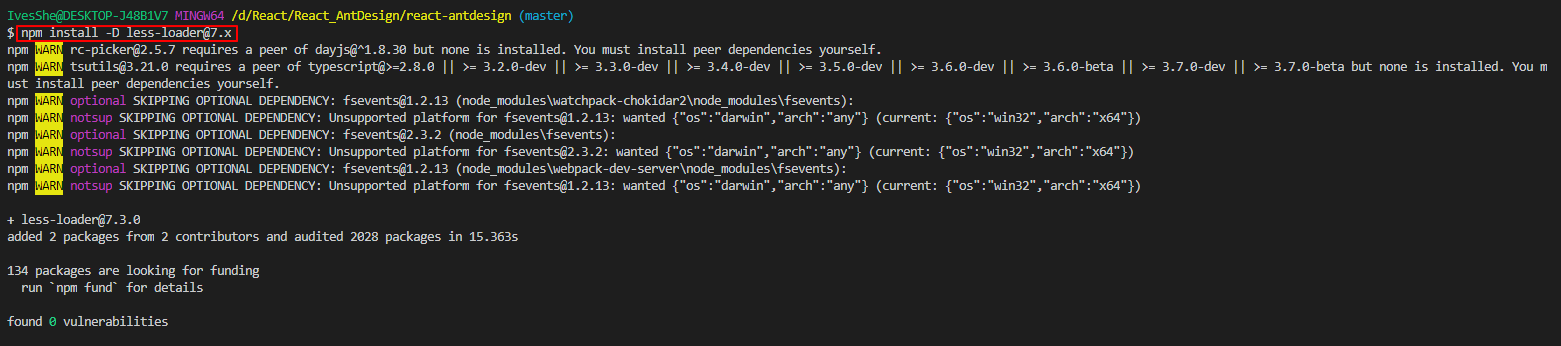 IvesShe@DESKTOP-J48B1V7 MINGW64 /d/React/React_AntDesign/react-antdesign (master)
$ npm install -D less-loader@7.x
npm WARN rc-picker@2.5.7 requires a peer of dayjs@^1.8.30 but none is installed. You must install peer dependencies yourself.
npm WARN tsutils@3.21.0 requires a peer of typescript@>=2.8.0 || >= 3.2.0-dev || >= 3.3.0-dev || >= 3.4.0-dev || >= 3.5.0-dev || >= 3.6.0-dev || >= 3.6.0-beta || >= 3.7.0-dev || >= 3.7.0-beta but none is installed. You m
ust install peer dependencies yourself.
npm WARN optional SKIPPING OPTIONAL DEPENDENCY: fsevents@1.2.13 (node_modules\watchpack-chokidar2\node_modules\fsevents):
npm WARN notsup SKIPPING OPTIONAL DEPENDENCY: Unsupported platform for fsevents@1.2.13: wanted {"os":"darwin","arch":"any"} (current: {"os":"win32","arch":"x64"})
npm WARN optional SKIPPING OPTIONAL DEPENDENCY: fsevents@2.3.2 (node_modules\fsevents):
npm WARN notsup SKIPPING OPTIONAL DEPENDENCY: Unsupported platform for fsevents@2.3.2: wanted {"os":"darwin","arch":"any"} (current: {"os":"win32","arch":"x64"})
npm WARN optional SKIPPING OPTIONAL DEPENDENCY: fsevents@1.2.13 (node_modules\webpack-dev-server\node_modules\fsevents):
npm WARN notsup SKIPPING OPTIONAL DEPENDENCY: Unsupported platform for fsevents@1.2.13: wanted {"os":"darwin","arch":"any"} (current: {"os":"win32","arch":"x64"})
+ less-loader@7.3.0
added 2 packages from 2 contributors and audited 2028 packages in 15.363s
134 packages are looking for funding
run `npm fund` for details
found 0 vulnerabilities